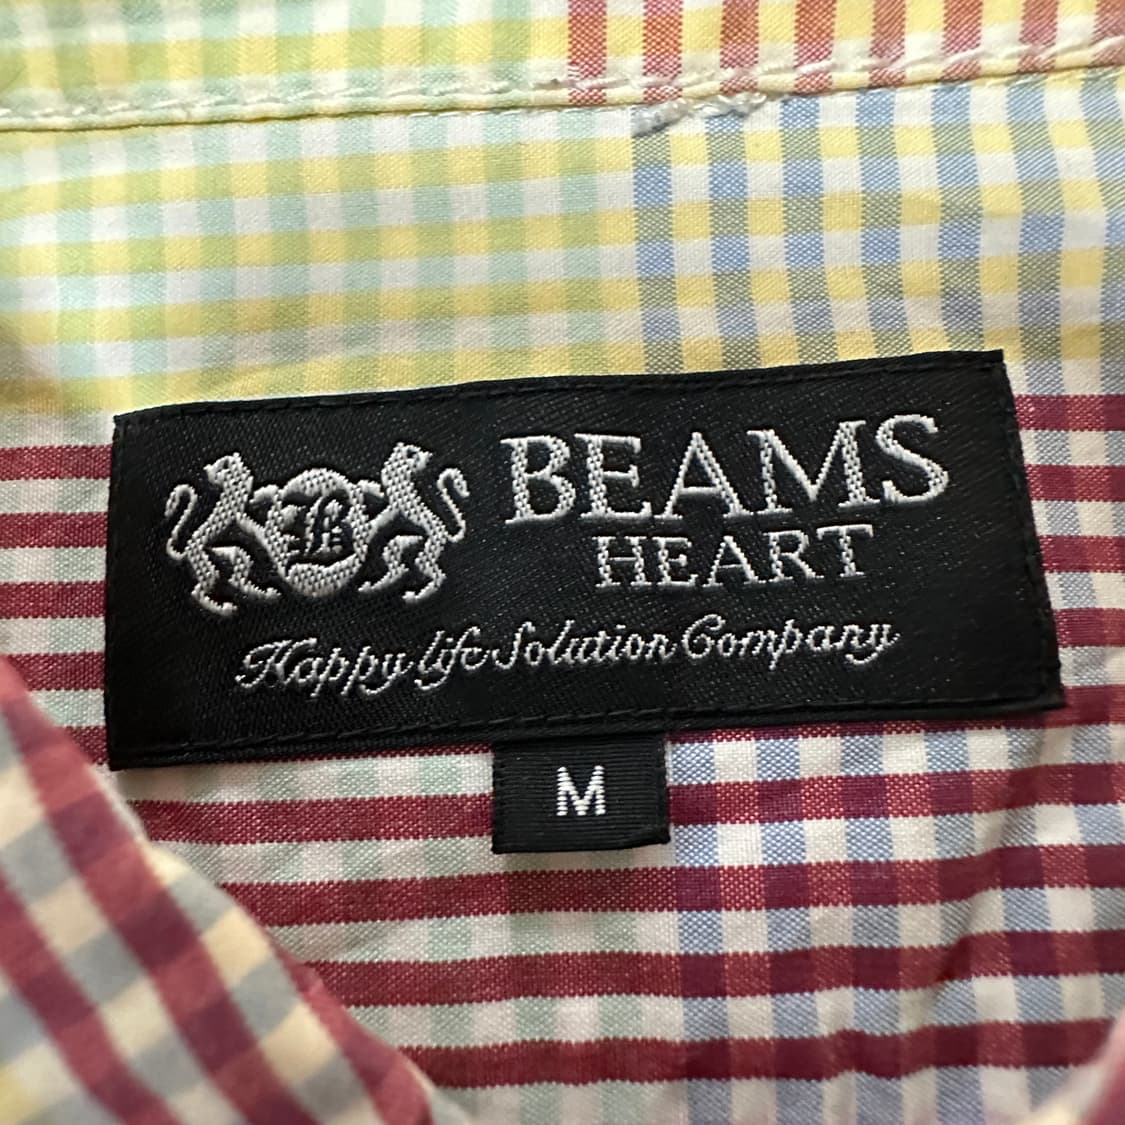 B
BEAMS
HEART
Happy life Solution Company
M